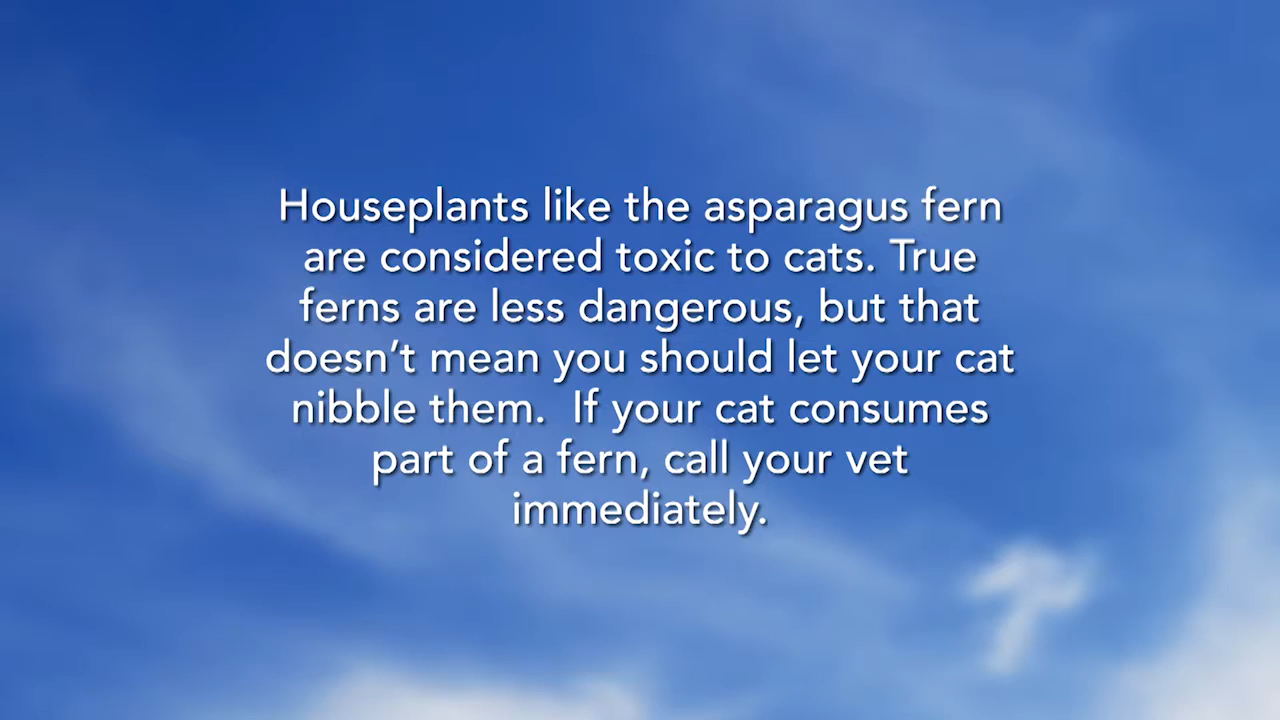 Houseplants like the asparagus fern
are considered toxic to cats. True
ferns are less dangerous, but that
doesn’t mean you should let your cat
nibble them.  If your cat consumes
part of a fern, call your vet
immediately.